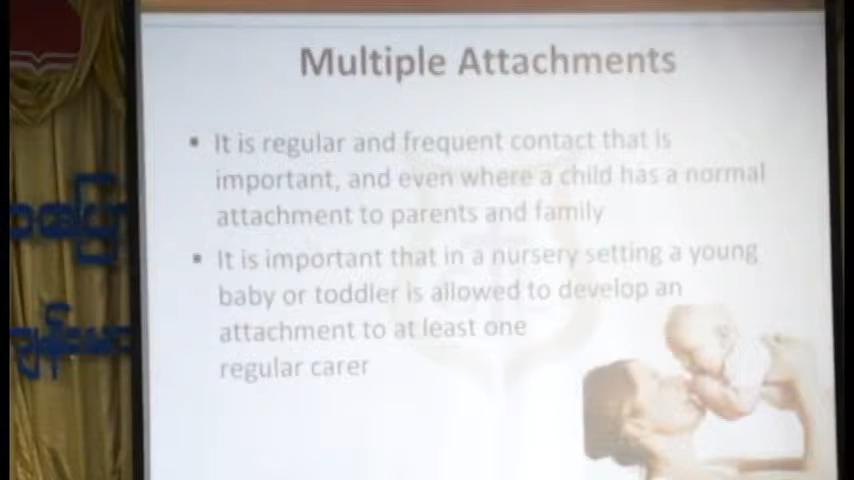 Multiple Attachments
▪ It is regular and frequent contact that is
important, and even where a child has a normal
attachment to parents and family
▪ It is important that in a nursery setting a young
baby or toddler is allowed to develop an
attachment to at least one
regular carer